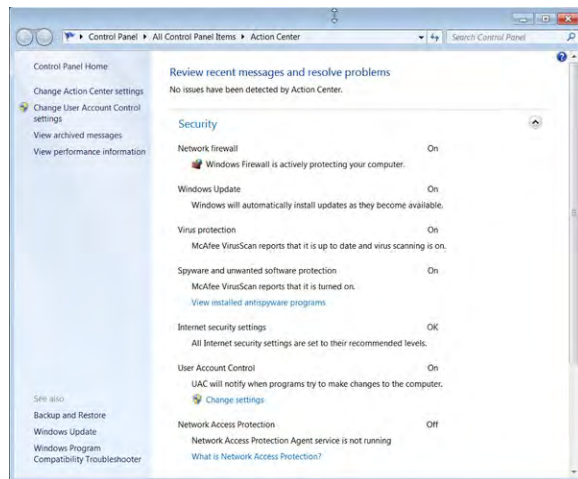 Control Panel ▸ All Control Panel Items ▸ Action Center
Search Control Panel
Control Panel Home
Change Action Center settings
Change User Account Control
settings
View archived messages
View performance information
See also
Backup and Restore
Windows Update
Windows Program
Compatibility Troubleshooter
Review recent messages and resolve problems
No issues have been detected by Action Center.
Security
Network firewall On
Windows Firewall is actively protecting your computer.
Windows Update On
Windows will automatically install updates as they become available.
Virus protection On
McAfee VirusScan reports that it is up to date and virus scanning is on.
Spyware and unwanted software protection On
McAfee VirusScan reports that it is turned on.
View installed antispyware programs
Internet security settings OK
All Internet security settings are set to their recommended levels.
User Account Control On
UAC will notify when programs try to make changes to the computer.
Change settings
Network Access Protection Off
Network Access Protection Agent service is not running
What is Network Access Protection?